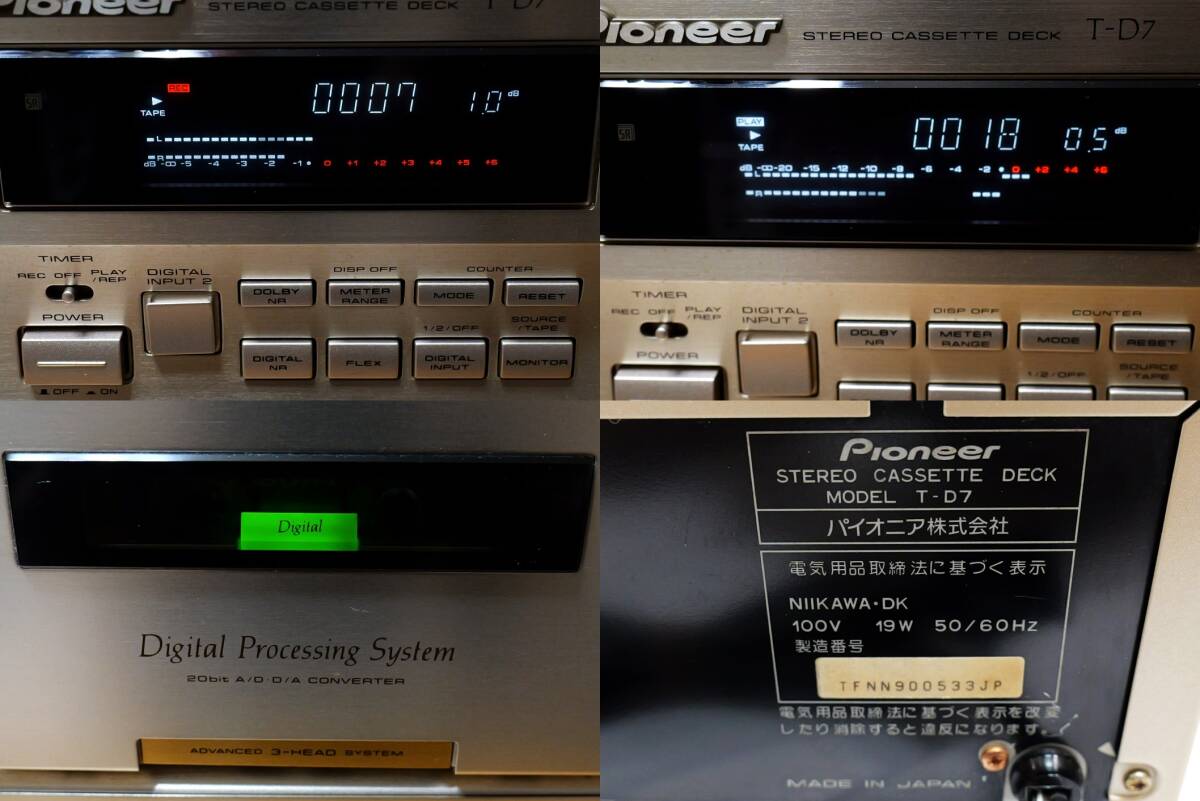 Pioneer STEREO CASSETTE DECK T-D7
REC
0007 1.0 dB
TAPE
L
R
dB -∞ -5 -4 -3 -2 -1 • 0 +1 +2 +3 +4 +5 +6
TIMER
REC OFF PLAY /REP
DIGITAL INPUT 2
DISP OFF
COUNTER
DOLBY NR
METER RANGE
MODE
RESET
POWER
1/2/OFF
SOURCE /TAPE
DIGITAL NR
FLEX
DIGITAL INPUT
MONITOR
OFF ON
Pioneer STEREO CASSETTE DECK T-D7
PLAY
0018 0.5 dB
TAPE
dB -∞ -20 -15 -12 -10 -8 -6 -4 -2 • 0 +2 +4 +6
L
R
TIMER
REC OFF PLAY /REP
DIGITAL INPUT 2
DISP OFF
COUNTER
DOLBY NR
METER RANGE
MODE
RESET
POWER
1/2/OFF
SOURCE /TAPE
Digital
Digital Processing System
20bit A/D·D/A CONVERTER
ADVANCED 3-HEAD SYSTEM
Pioneer
STEREO CASSETTE DECK
MODEL T-D7
パイオニア株式会社
電気用品取締法に基づく表示
NIIKAWA·DK
100V 19W 50/60Hz
製造番号
TFNN900533JP
電気用品取締法に基づく表示を改変
したり消除すると違反になります。
MADE IN JAPAN